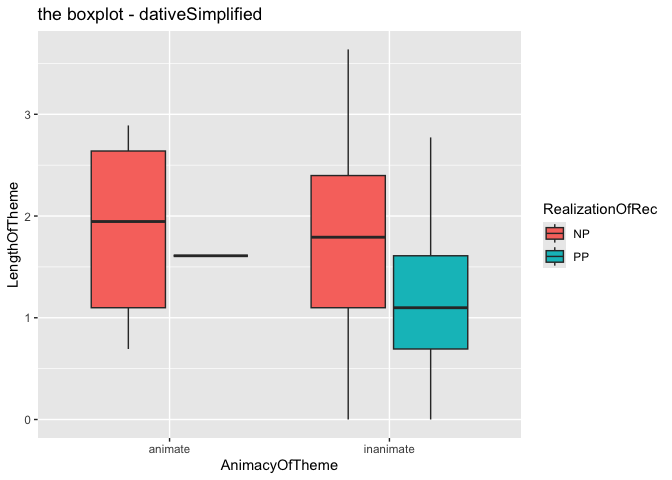 the boxplot - dativeSimplified
3
2
1
0
LengthOfTheme
animate
inanimate
AnimacyOfTheme
RealizationOfRec
NP
PP